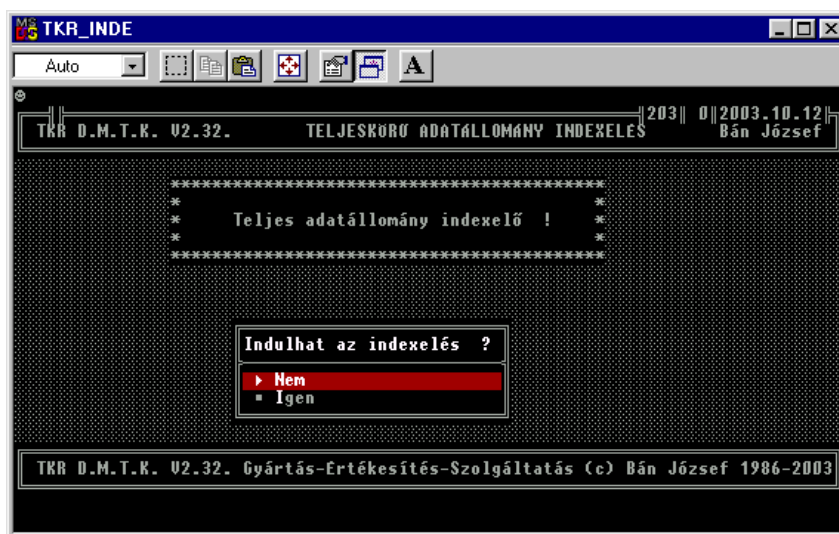 TKR_INDE
Auto
A
203 0 2003.10.12
TKR D.M.T.K. V2.32. TELJESKÖRŰ ADATÁLLOMÁNY INDEXELÉS Bán József
*****************************************
* *
* Teljes adatállomány indexelő ! *
* *
*****************************************
Indulhat az indexelés ?
Nem
Igen
TKR D.M.T.K. V2.32. Gyártás-Értékesítés-Szolgáltatás (c) Bán József 1986-2003